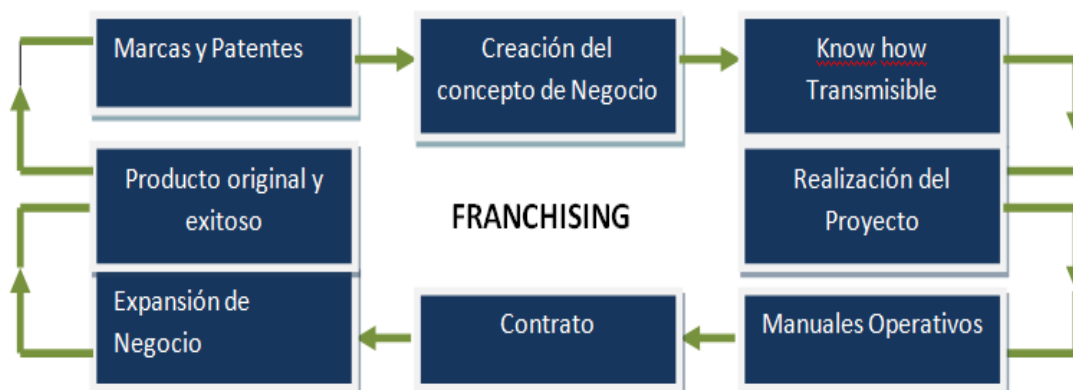 Marcas y Patentes
Creación del
concepto de Negocio
Know how
Transmisible
Producto original y
exitoso
FRANCHISING
Realización del
Proyecto
Expansión de
Negocio
Contrato
Manuales Operativos